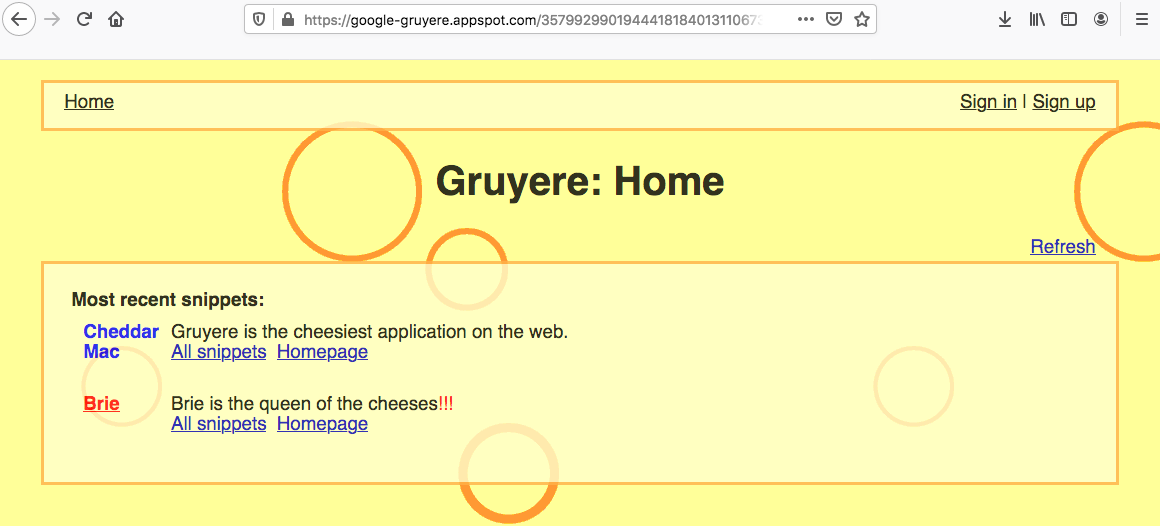 https://google-gruyere.appspot.com/35799299019444181840131106
Home
Sign in | Sign up
Gruyere: Home
Refresh
Most recent snippets:
Cheddar Gruyere is the cheesiest application on the web.
Mac All snippets Homepage
Brie Brie is the queen of the cheeses!!!
All snippets Homepage